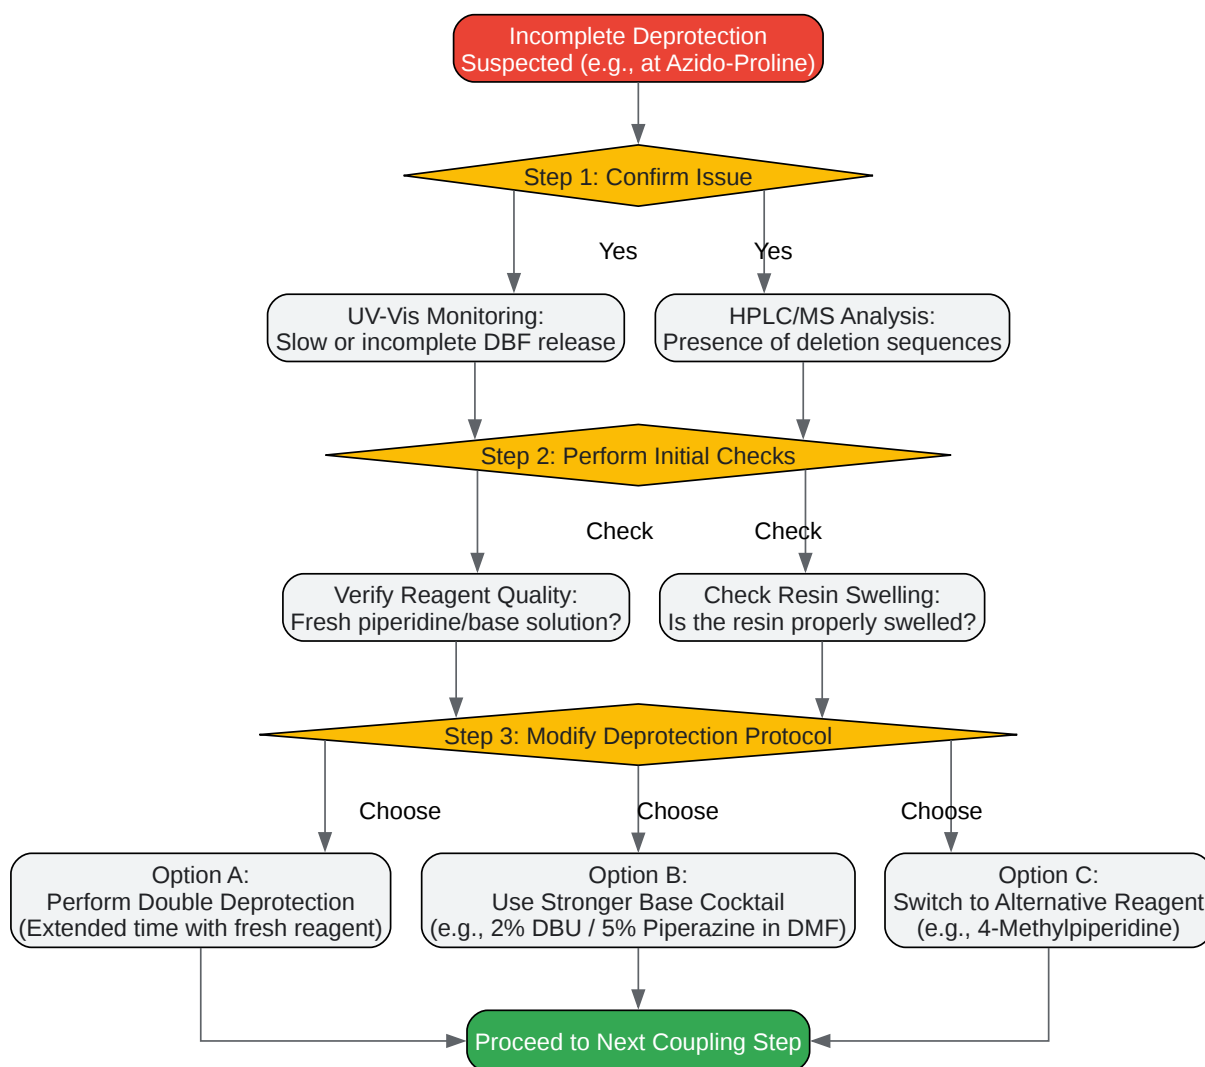 Incomplete Deprotection
Suspected (e.g., at Azido-Proline)
Step 1: Confirm Issue
Yes
Yes
UV-Vis Monitoring:
Slow or incomplete DBF release
HPLC/MS Analysis:
Presence of deletion sequences
Step 2: Perform Initial Checks
Check
Check
Verify Reagent Quality:
Fresh piperidine/base solution?
Check Resin Swelling:
Is the resin properly swelled?
Step 3: Modify Deprotection Protocol
Choose
Choose
Choose
Option A:
Perform Double Deprotection
(Extended time with fresh reagent)
Option B:
Use Stronger Base Cocktail
(e.g., 2% DBU / 5% Piperazine in DMF)
Option C:
Switch to Alternative Reagent
(e.g., 4-Methylpiperidine)
Proceed to Next Coupling Step